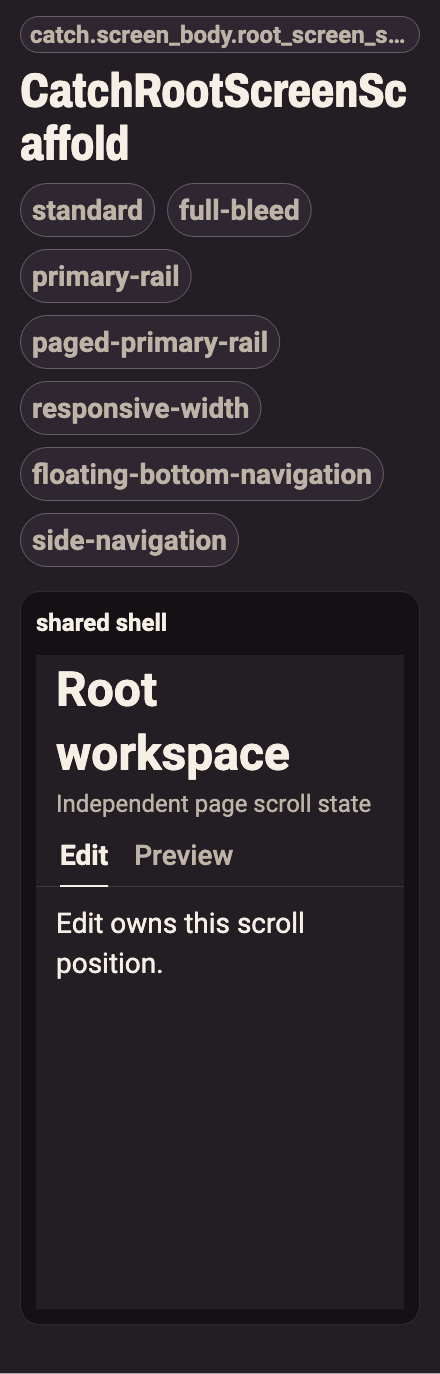 catch.screen_body.root_screen_s...
CatchRootScreenSc
affold
standard full-bleed
primary-rail
paged-primary-rail
responsive-width
floating-bottom-navigation
side-navigation
shared shell
Root
workspace
Independent page scroll state
Edit Preview
Edit owns this scroll
position.